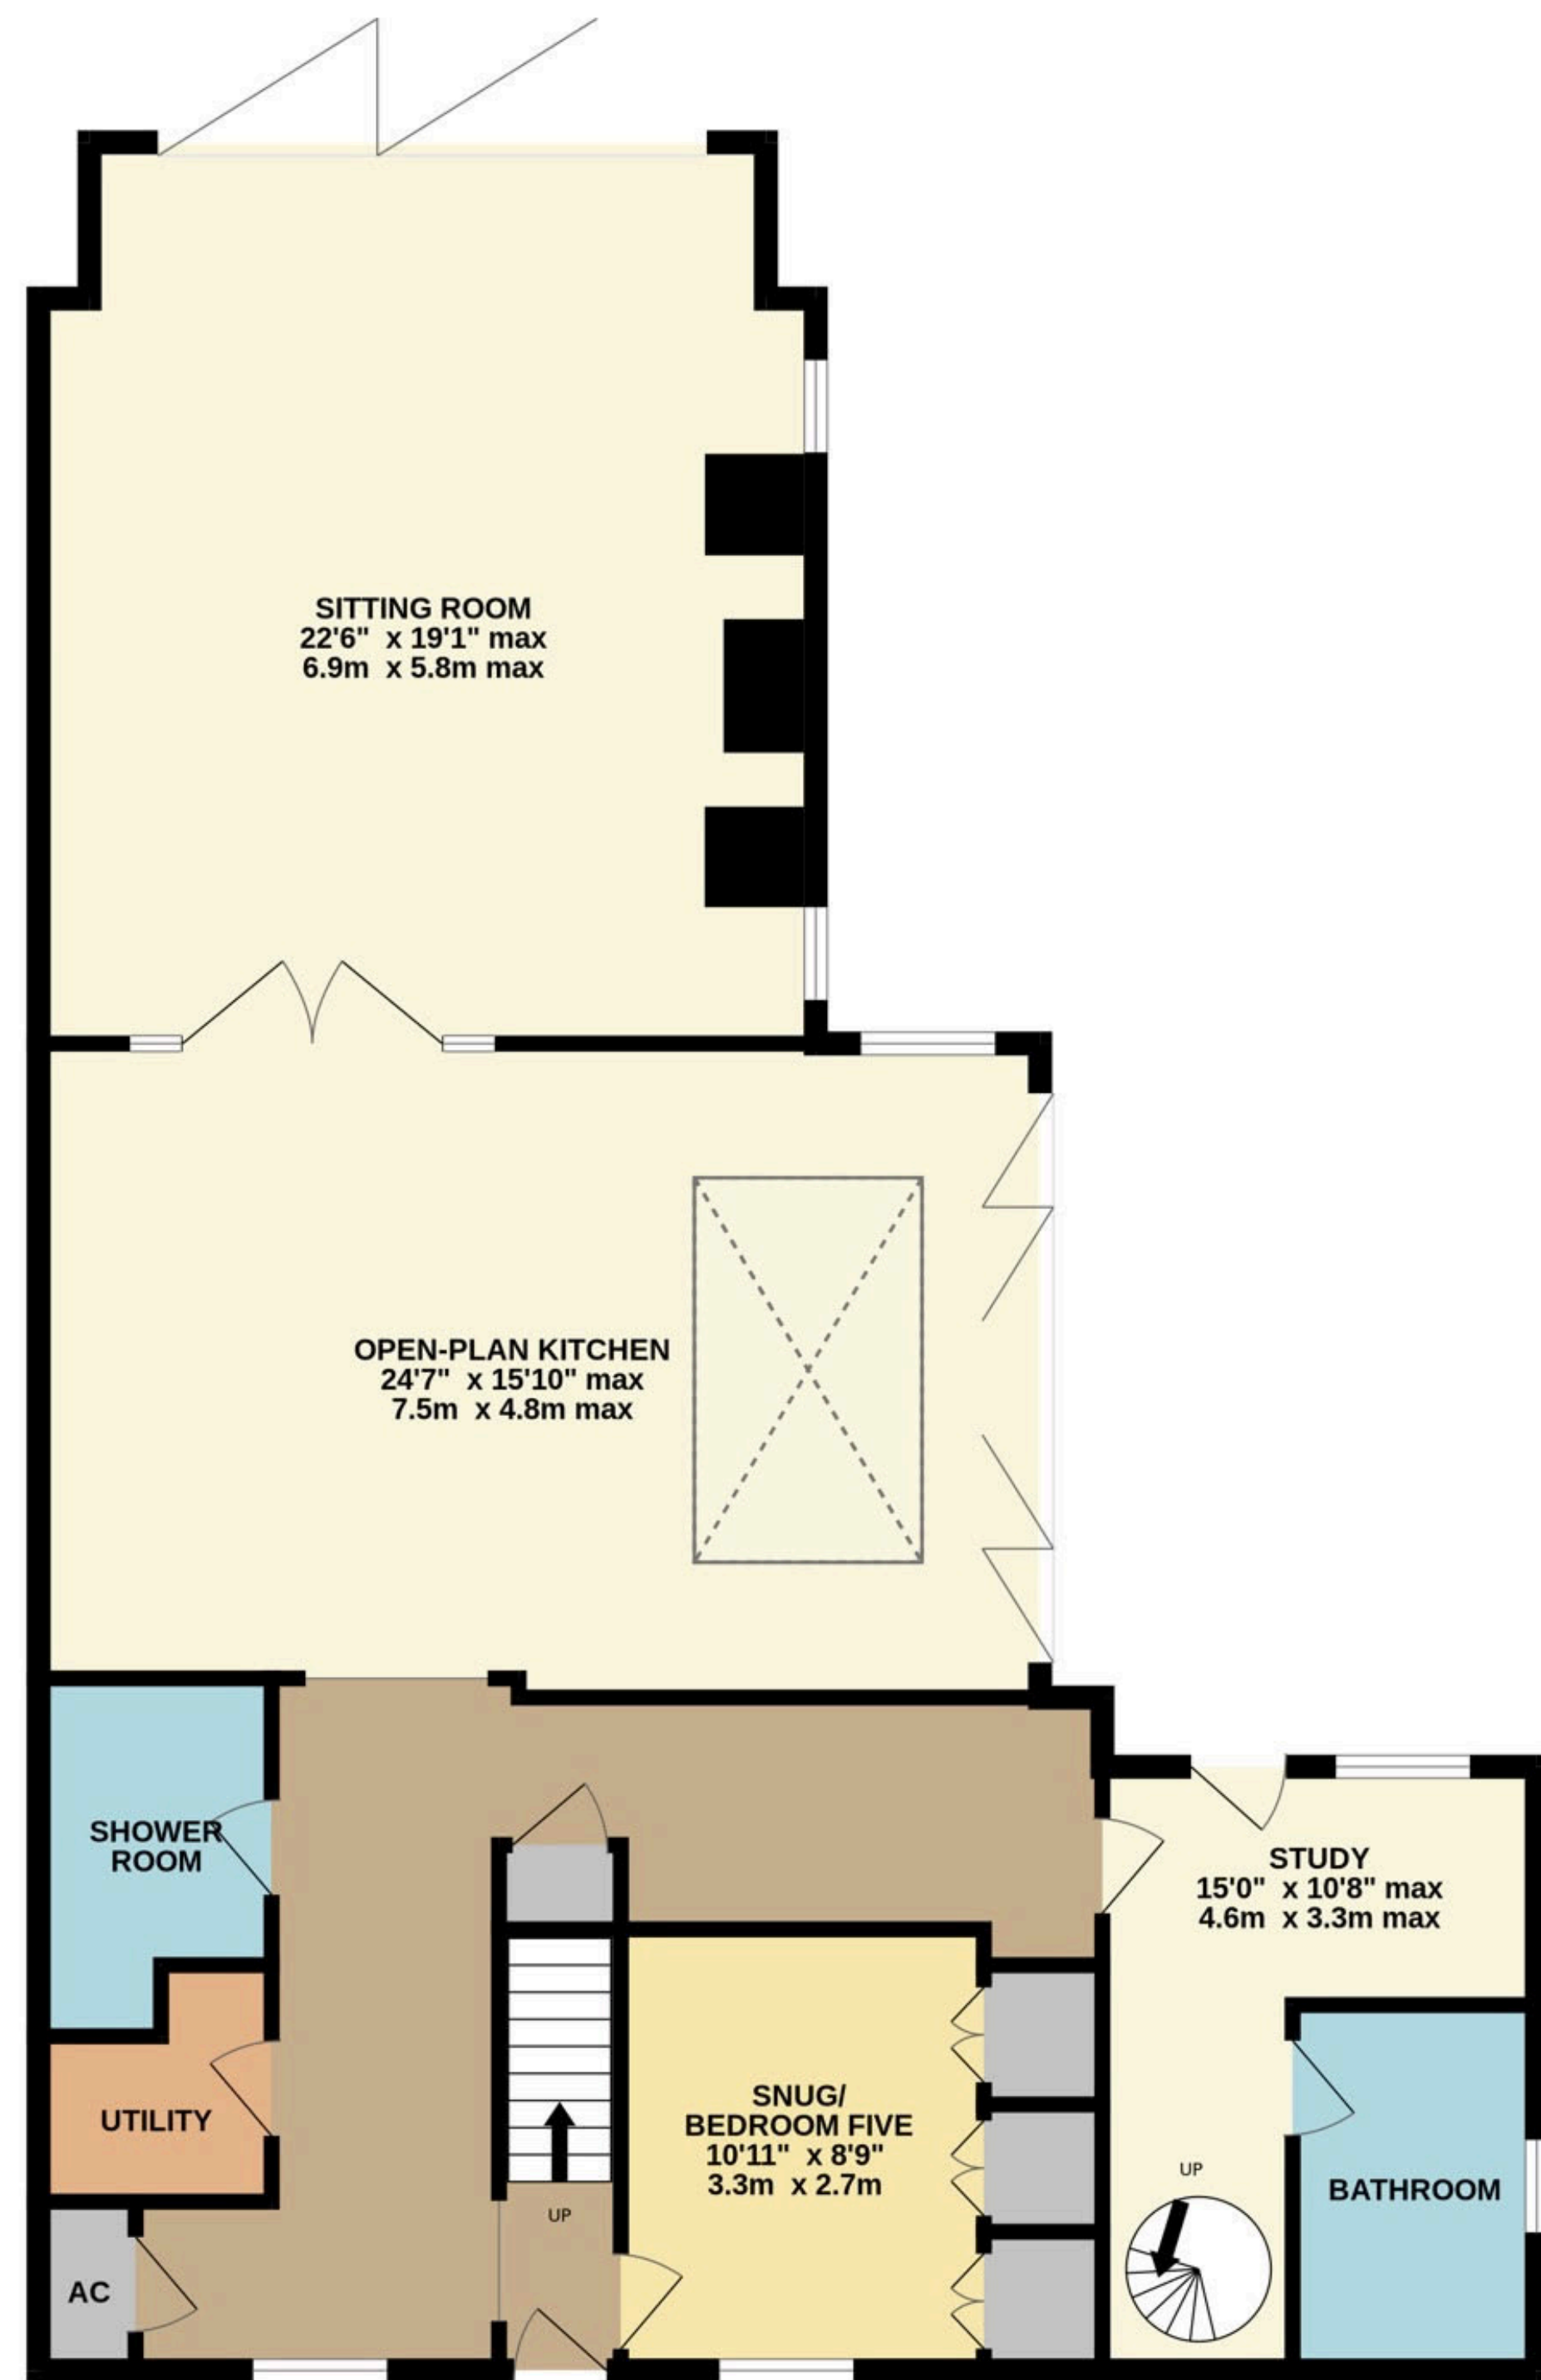 SITTING ROOM
22'6" x 19'1" max
6.9m x 5.8m max
OPEN-PLAN KITCHEN
24'7" x 15'10" max
7.5m x 4.8m max
SHOWER
ROOM
STUDY
15'0" x 10'8" max
4.6m x 3.3m max
UTILITY
SNUG/
BEDROOM FIVE
10'11" x 8'9"
3.3m x 2.7m
UP
BATHROOM
UP
AC